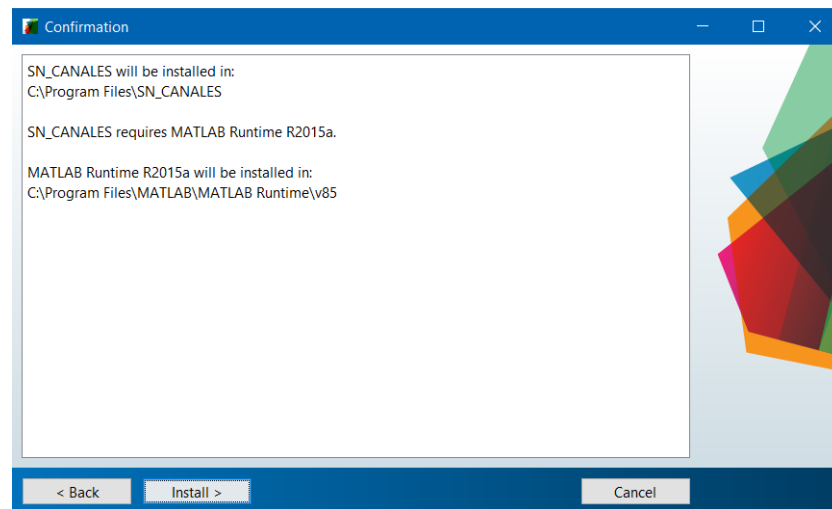 Confirmation
SN_CANALES will be installed in:
C:\Program Files\SN_CANALES
SN_CANALES requires MATLAB Runtime R2015a.
MATLAB Runtime R2015a will be installed in:
C:\Program Files\MATLAB\MATLAB Runtime\v85
< Back
Install >
Cancel